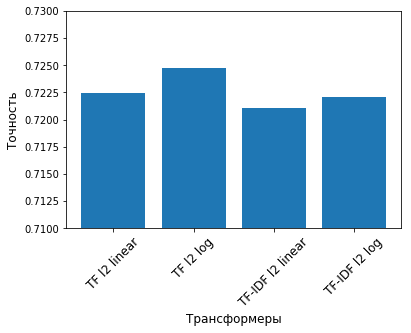 0.7300
0.7275
0.7250
0.7225
0.7200
0.7175
0.7150
0.7125
0.7100
Точность
TF l2 linear
TF l2 log
TF-IDF l2 linear
TF-IDF l2 log
Трансформеры